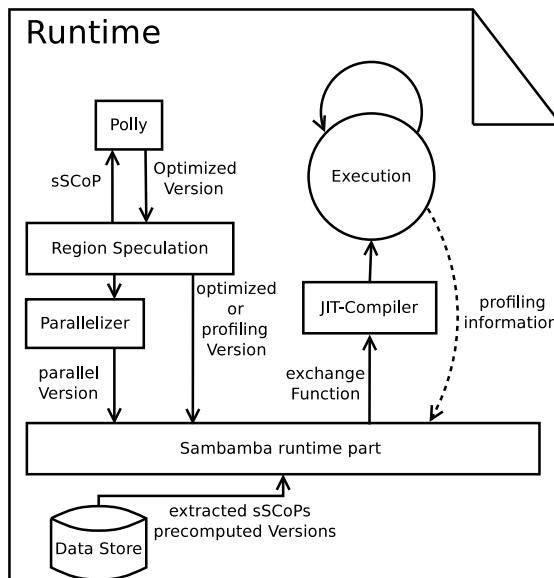 Runtime
Polly
sSCoP
Optimized
Version
Execution
Region Speculation
optimized
or
profiling
Version
Parallelizer
JIT-Compiler
profiling
information
parallel
Version
exchange
Function
Sambamba runtime part
extracted sSCoPs
precomputed Versions
Data Store